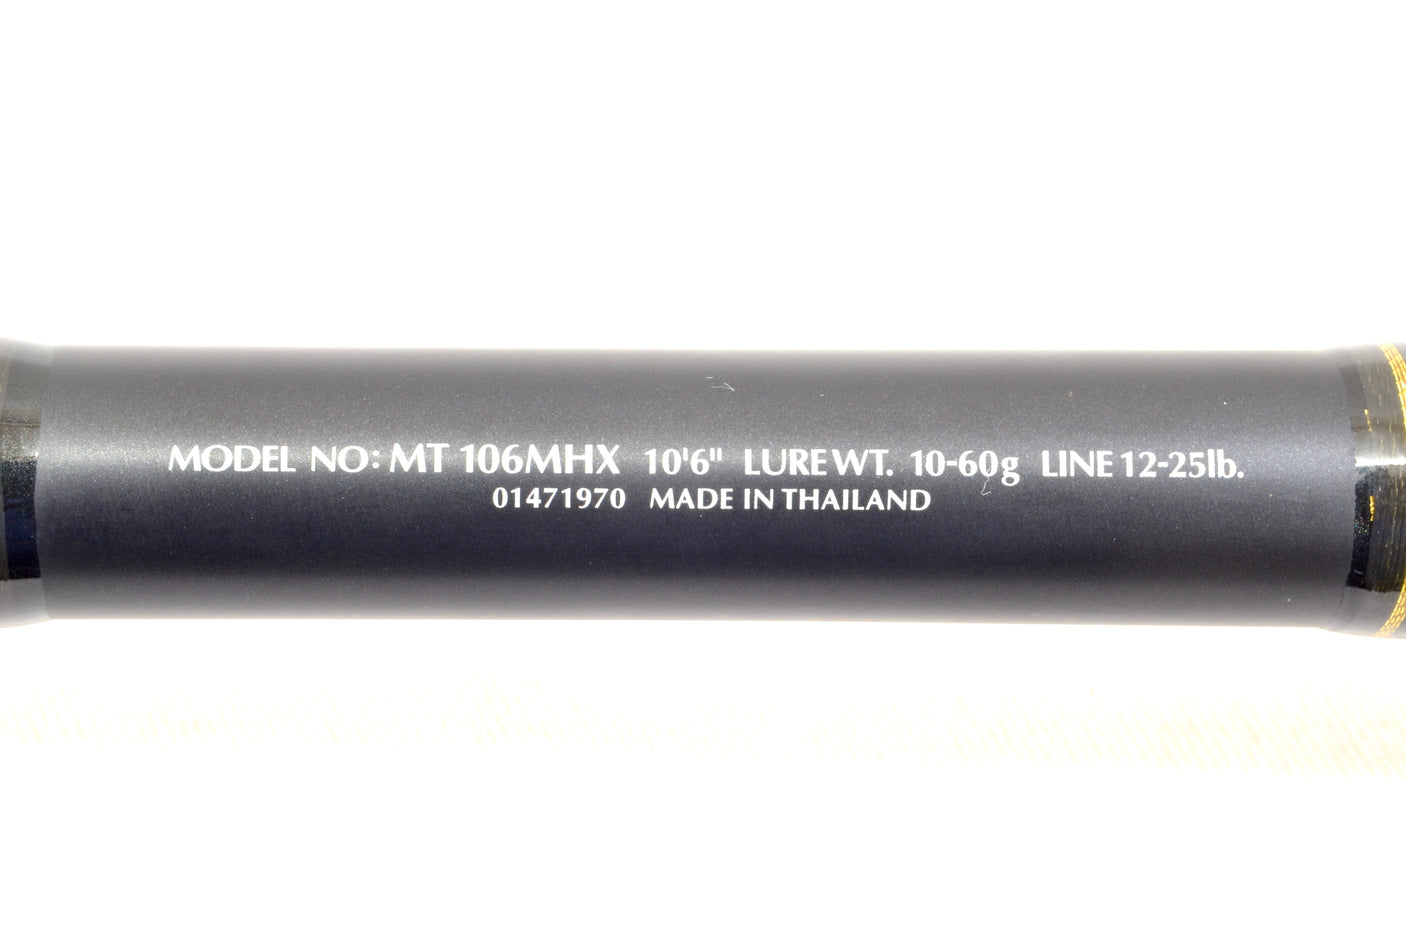 MODEL NO: MT 106MHX 10'6" LURE WT. 10-60g LINE 12-25lb.
01471970 MADE IN THAILAND